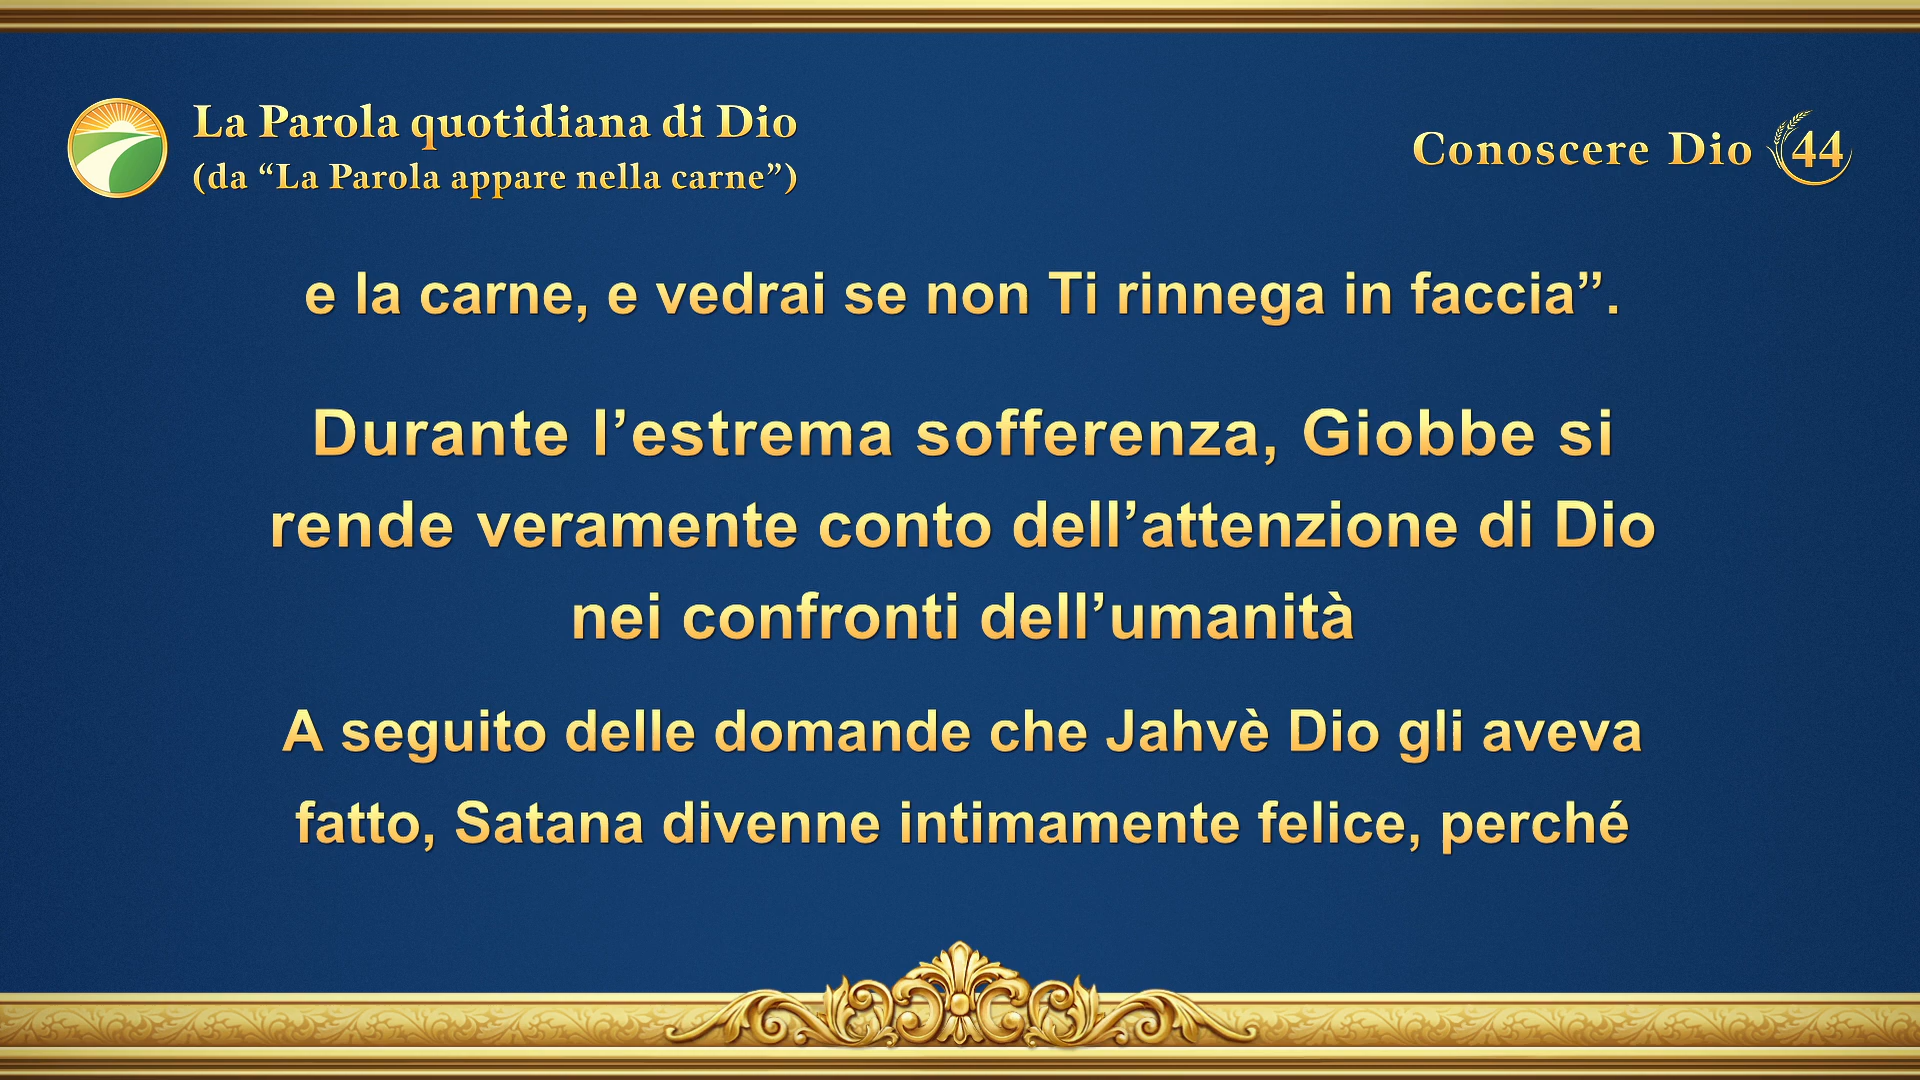 La Parola quotidiana di Dio
(da “La Parola appare nella carne”)
Conoscere Dio 44
e la carne, e vedrai se non Ti rinnega in faccia”.
Durante l’estrema sofferenza, Giobbe si
rende veramente conto dell’attenzione di Dio
nei confronti dell’umanità
A seguito delle domande che Jahvè Dio gli aveva
fatto, Satana divenne intimamente felice, perché